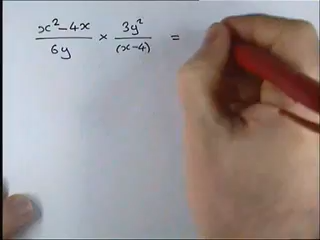 x²-4x / 6y × 3y² / (x-4) =